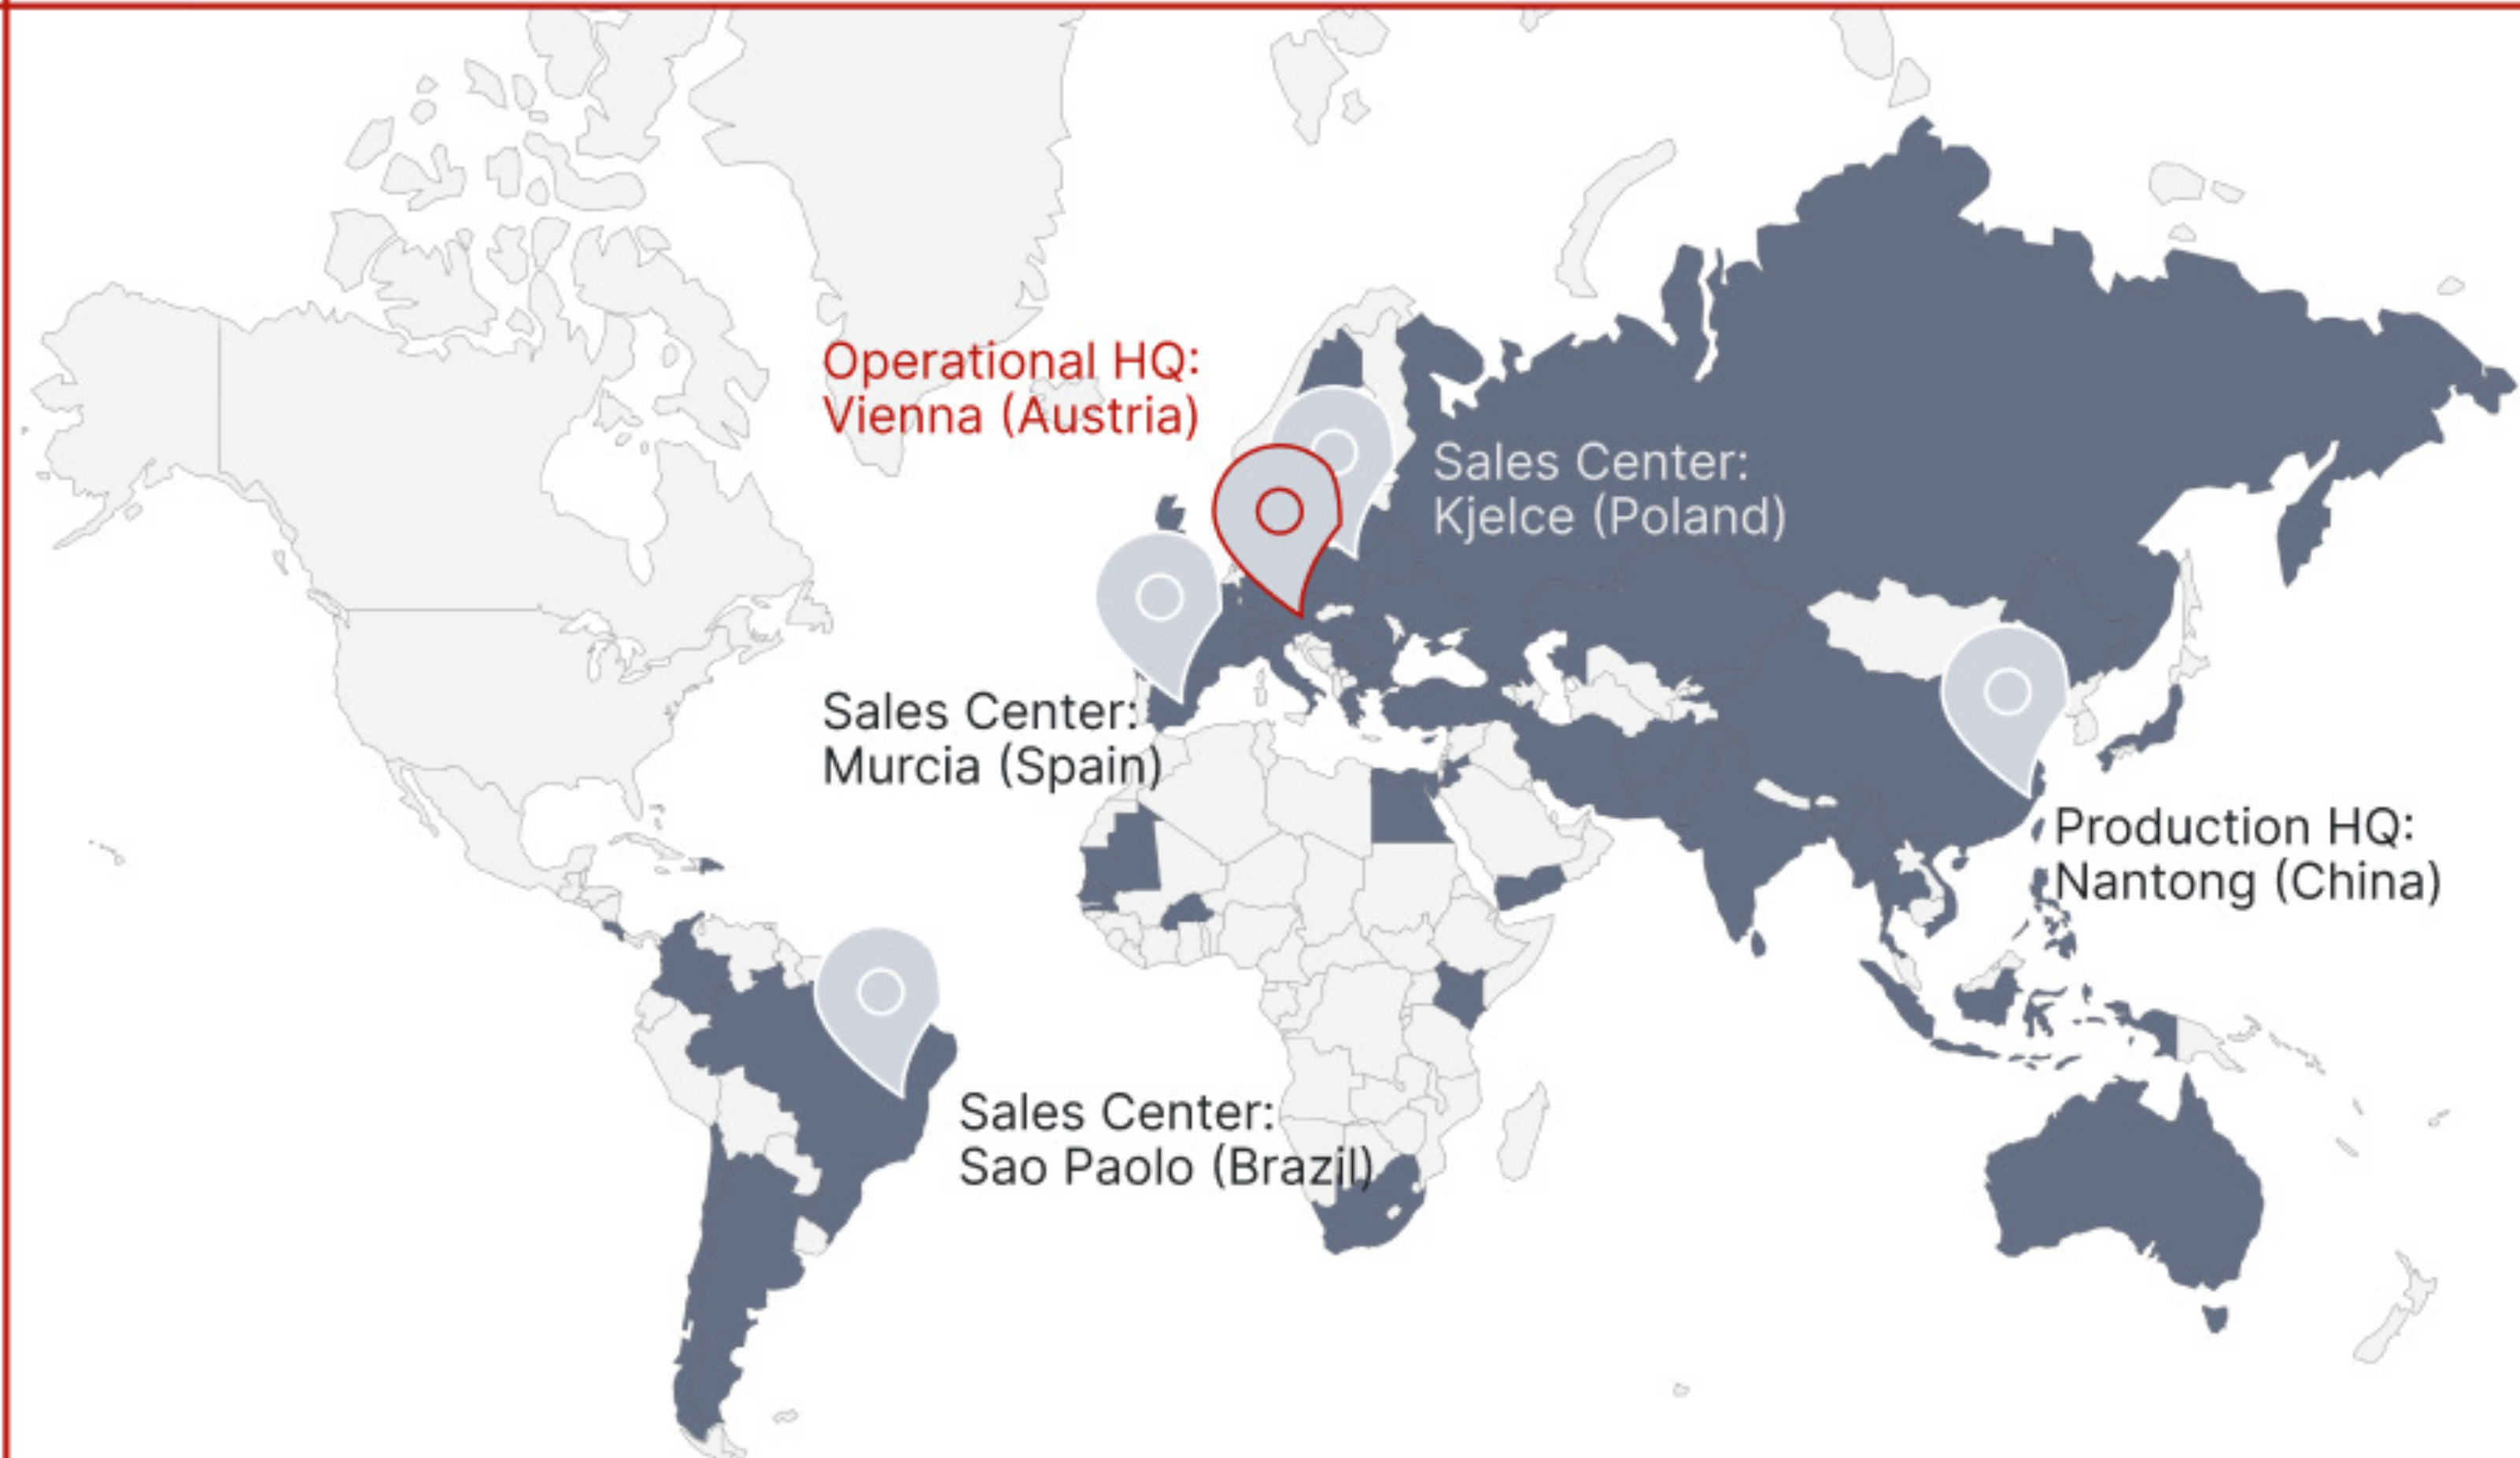 Operational HQ:
Vienna (Austria)
Sales Center:
Kjelce (Poland)
Sales Center:
Murcia (Spain)
Production HQ:
Nantong (China)
Sales Center:
Sao Paolo (Brazil)